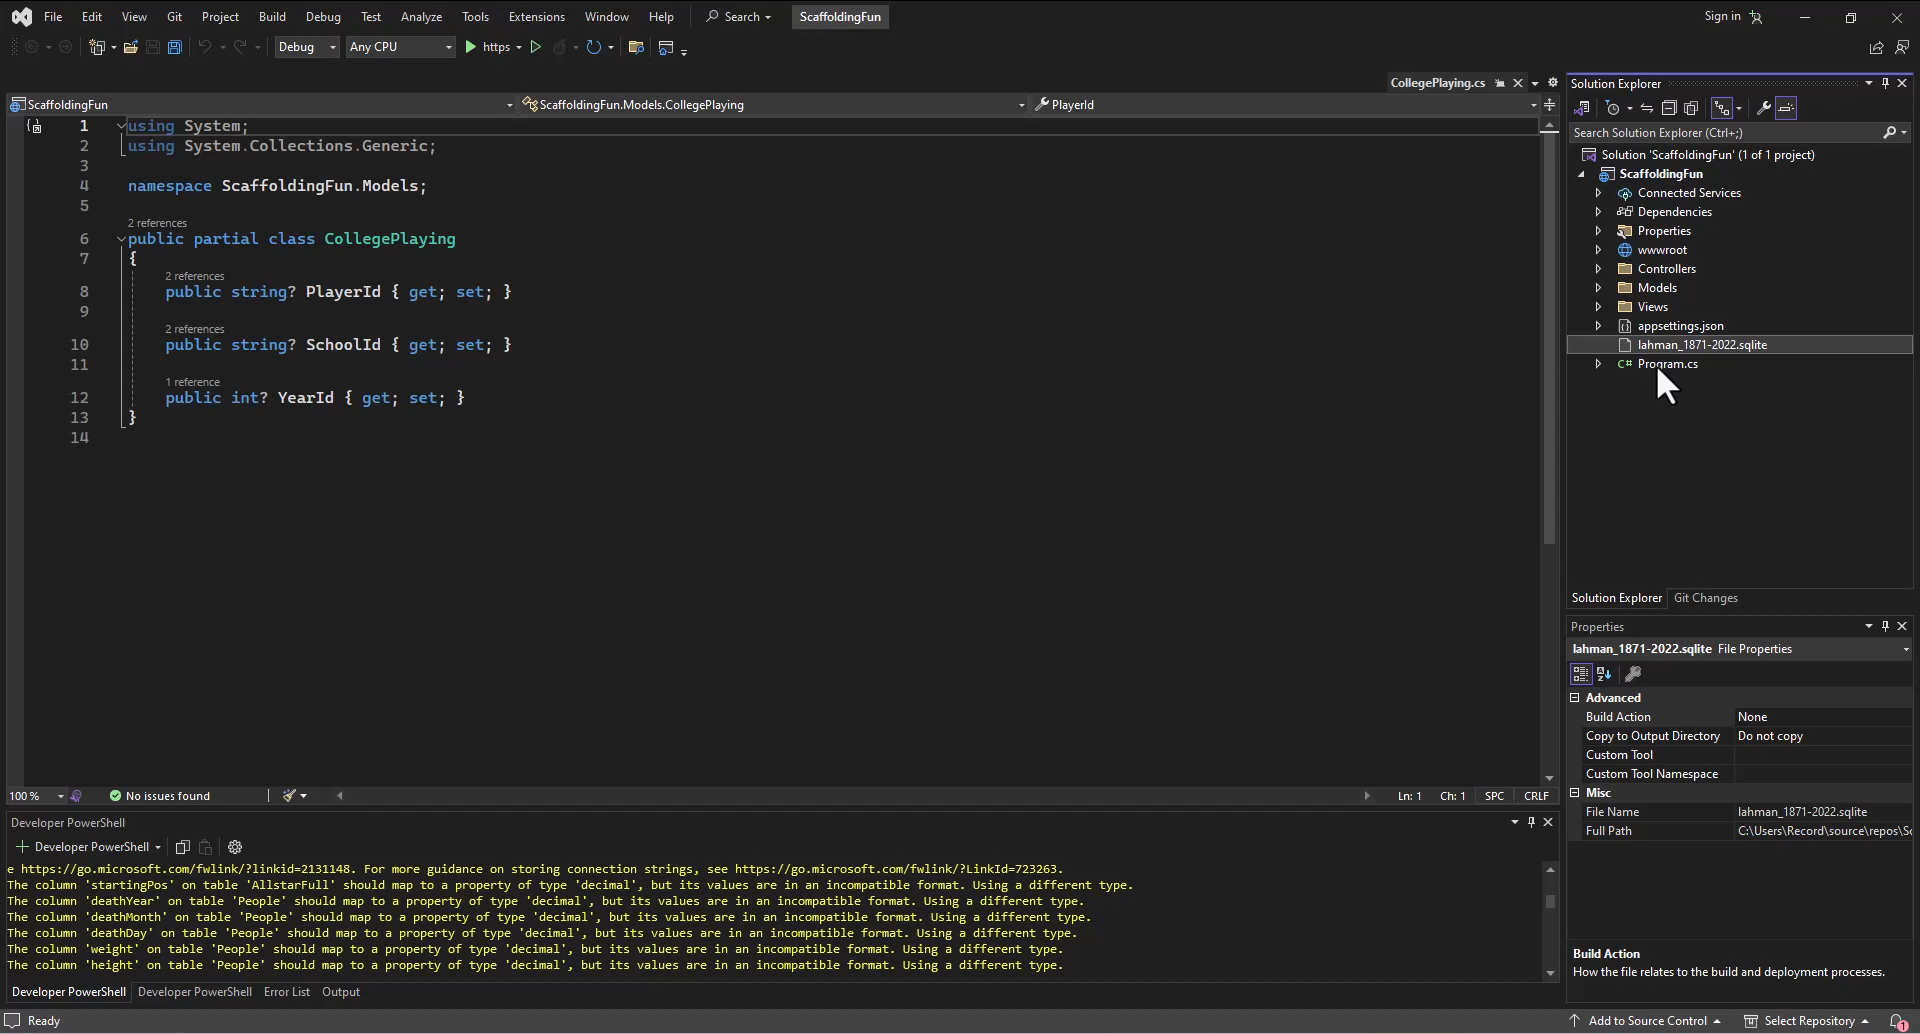 File Edit View Git Project Build Debug Test Analyze Tools Extensions Window Help Search ScaffoldingFun Sign in
Debug Any CPU https
CollegePlaying.cs
ScaffoldingFun ScaffoldingFun.Models.CollegePlaying PlayerId
1 using System;
2 using System.Collections.Generic;
3
4 namespace ScaffoldingFun.Models;
5
2 references
6 public partial class CollegePlaying
7 {
2 references
8 public string? PlayerId { get; set; }
9
2 references
10 public string? SchoolId { get; set; }
11
1 reference
12 public int? YearId { get; set; }
13 }
14
100 % No issues found Ln: 1 Ch: 1 SPC CRLF
Developer PowerShell
Developer PowerShell
e https://go.microsoft.com/fwlink/?linkid=2131148. For more guidance on storing connection strings, see https://go.microsoft.com/fwlink/?LinkId=723263.
The column 'startingPos' on table 'AllstarFull' should map to a property of type 'decimal', but its values are in an incompatible format. Using a different type.
The column 'deathYear' on table 'People' should map to a property of type 'decimal', but its values are in an incompatible format. Using a different type.
The column 'deathMonth' on table 'People' should map to a property of type 'decimal', but its values are in an incompatible format. Using a different type.
The column 'deathDay' on table 'People' should map to a property of type 'decimal', but its values are in an incompatible format. Using a different type.
The column 'weight' on table 'People' should map to a property of type 'decimal', but its values are in an incompatible format. Using a different type.
The column 'height' on table 'People' should map to a property of type 'decimal', but its values are in an incompatible format. Using a different type.
Developer PowerShell Developer PowerShell Error List Output
Solution Explorer
Search Solution Explorer (Ctrl+;)
Solution 'ScaffoldingFun' (1 of 1 project)
ScaffoldingFun
Connected Services
Dependencies
Properties
wwwroot
Controllers
Models
Views
appsettings.json
lahman_1871-2022.sqlite
C# Program.cs
Solution Explorer Git Changes
Properties
lahman_1871-2022.sqlite File Properties
Advanced
Build Action None
Copy to Output Directory Do not copy
Custom Tool
Custom Tool Namespace
Misc
File Name lahman_1871-2022.sqlite
Full Path C:\Users\Record\source\repos\Sc
Build Action
How the file relates to the build and deployment processes.
Ready Add to Source Control Select Repository 1